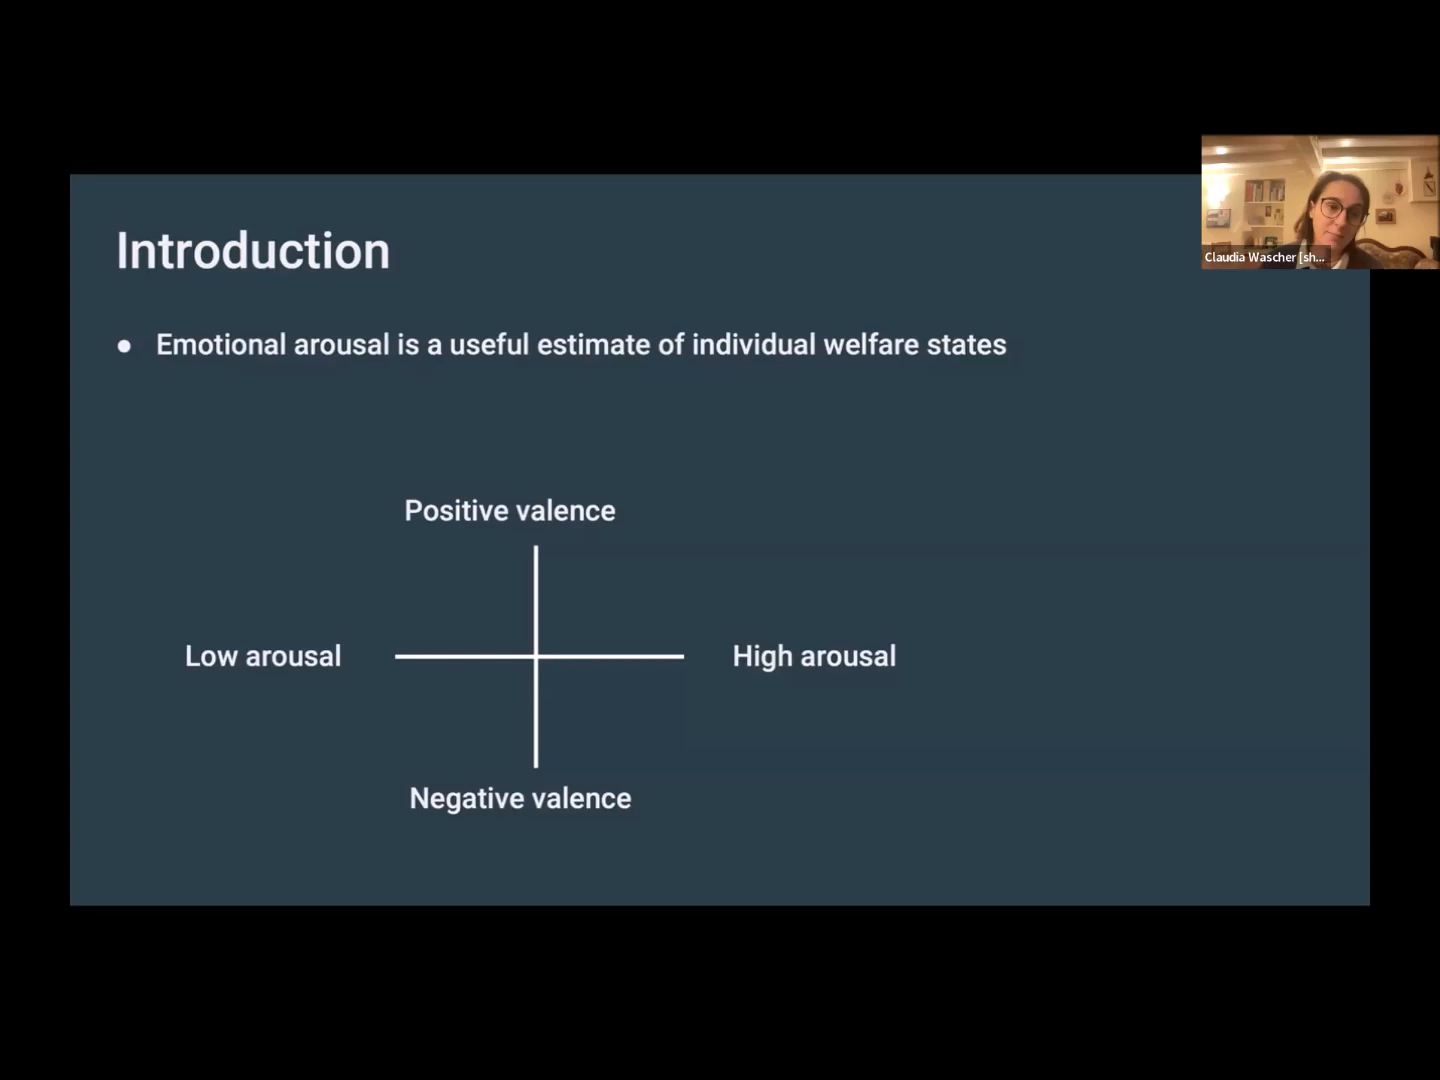 Introduction
Claudia Wascher [sh...
● Emotional arousal is a useful estimate of individual welfare states
Positive valence
Low arousal
High arousal
Negative valence